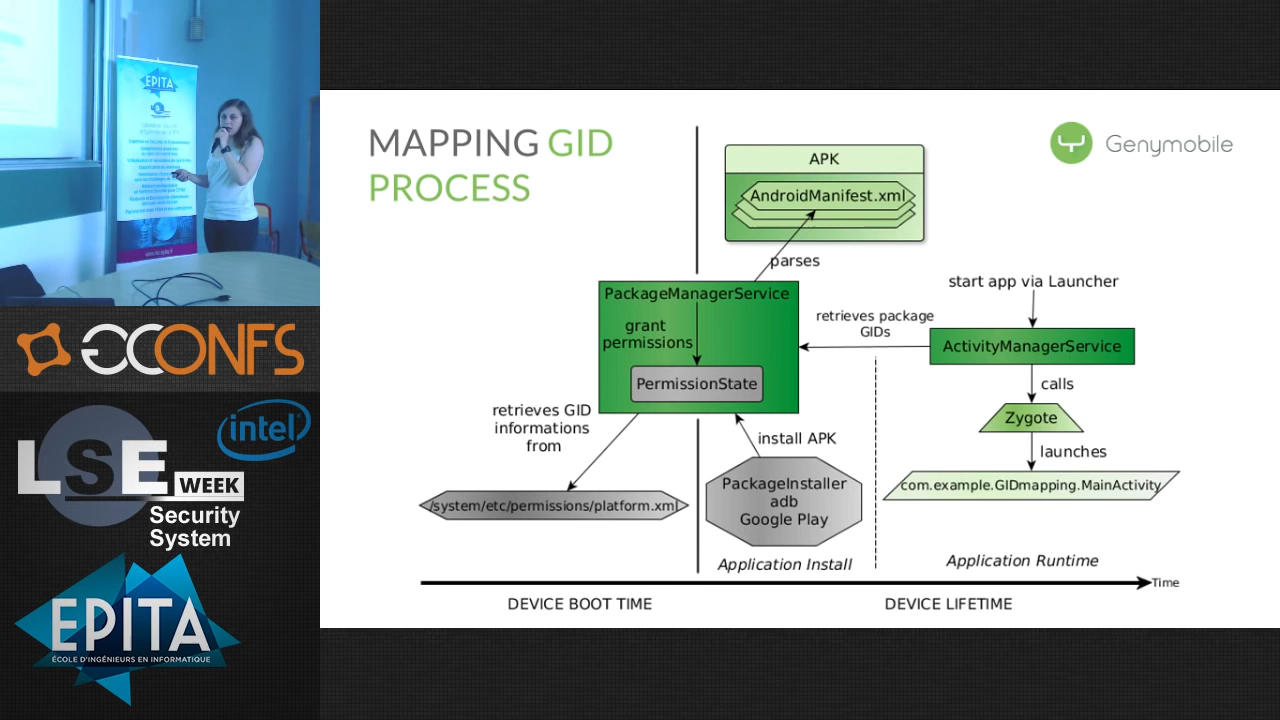 EPITA
MAPPING GID
PROCESS
Genymobile
APK
AndroidManifest.xml
parses
PackageManagerService
grant
permissions
PermissionState
retrieves package
GIDs
start app via Launcher
ActivityManagerService
calls
Zygote
launches
com.example.GIDmapping.MainActivity
retrieves GID
informations
from
/system/etc/permissions/platform.xml
install APK
PackageInstaller
adb
Google Play
Application Install
Application Runtime
Time
DEVICE BOOT TIME
DEVICE LIFETIME
GCONFS
LSE
WEEK
Security
System
intel
EPITA
ÉCOLE D'INGÉNIEURS EN INFORMATIQUE